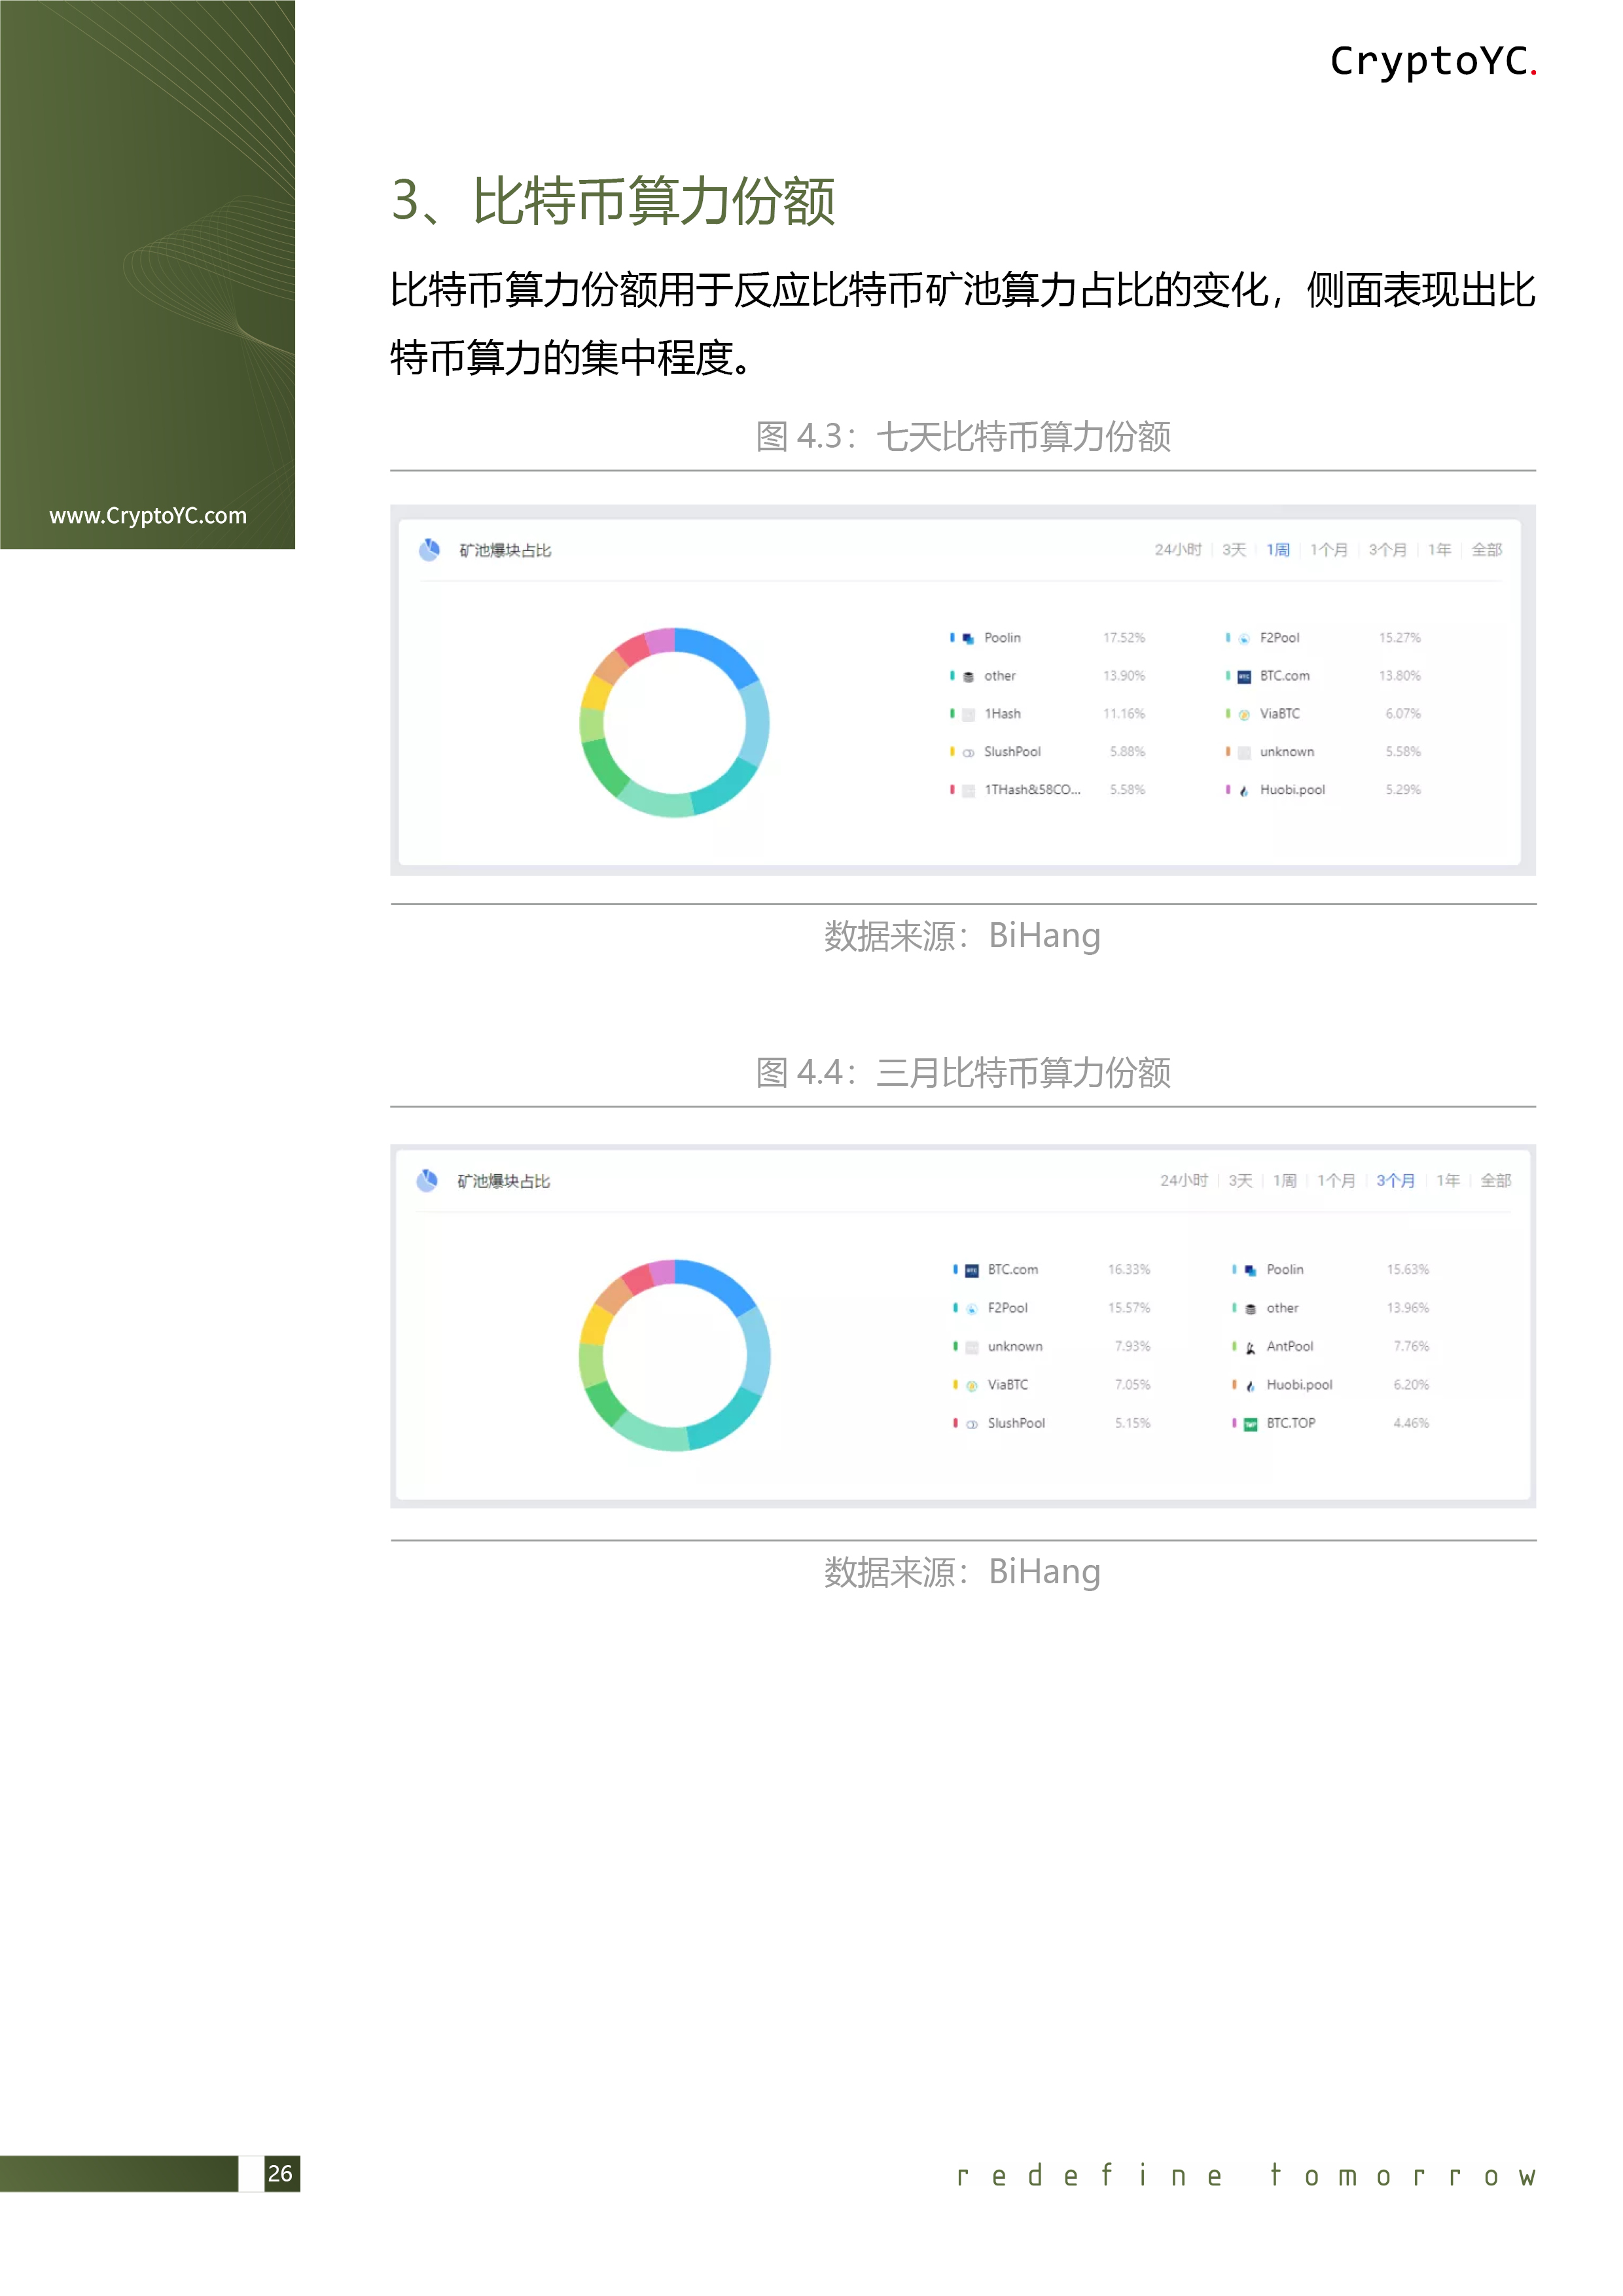 CryptoYC.
www.CryptoYC.com
3、比特币算力份额
比特币算力份额用于反应比特币矿池算力占比的变化，侧面表现出比
特币算力的集中程度。
图 4.3：七天比特币算力份额
矿池爆块占比 24小时 3天 1周 1个月 3个月 1年 全部
Poolin 17.52% F2Pool 15.27%
other 13.90% BTC.com 13.80%
1Hash 11.16% ViaBTC 6.07%
SlushPool 5.88% unknown 5.58%
1THash&58CO... 5.58% Huobi.pool 5.29%
数据来源：BiHang
图 4.4：三月比特币算力份额
矿池爆块占比 24小时 3天 1周 1个月 3个月 1年 全部
BTC.com 16.33% Poolin 15.63%
F2Pool 15.57% other 13.96%
unknown 7.93% AntPool 7.76%
ViaBTC 7.05% Huobi.pool 6.20%
SlushPool 5.15% BTC.TOP 4.46%
数据来源：BiHang
26
redefine tomorrow